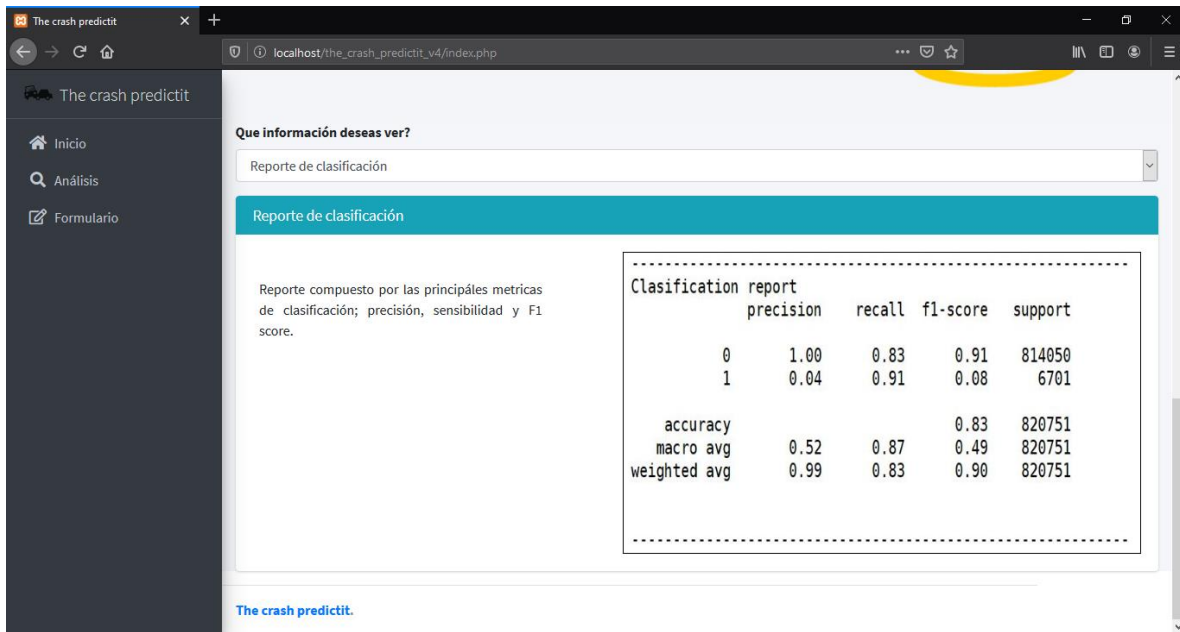 The crash predictit
localhost/the_crash_predictit_v4/index.php
The crash predictit
Inicio
Análisis
Formulario
Que información deseas ver?
Reporte de clasificación
Reporte de clasificación
Reporte compuesto por las principáles metricas
de clasificación; precisión, sensibilidad y F1
score.
Clasification report
precision recall f1-score support
0 1.00 0.83 0.91 814050
1 0.04 0.91 0.08 6701
accuracy 0.83 820751
macro avg 0.52 0.87 0.49 820751
weighted avg 0.99 0.83 0.90 820751
The crash predictit.